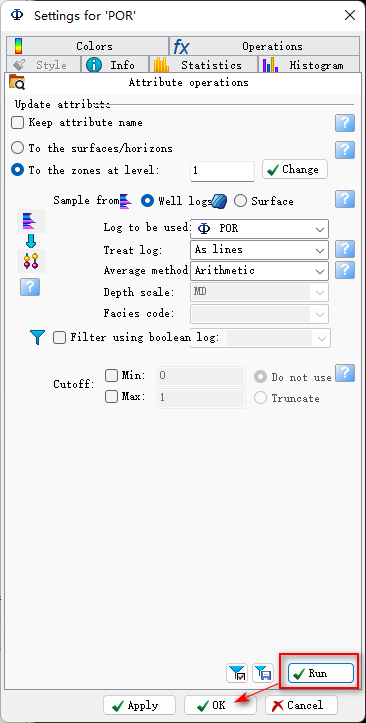 Settings for 'POR'
Colors
Operations
Style
Info
Statistics
Histogram
Attribute operations
Update attribute
Keep attribute name
To the surfaces/horizons
To the zones at level: 1 Change
Sample from Well logs Surface
Log to be used: POR
Treat log: As lines
Average method Arithmetic
Depth scale: MD
Facies code:
Filter using boolean log:
Cutoff: Min: 0 Do not use
Max: 1 Truncate
Run
Apply OK Cancel